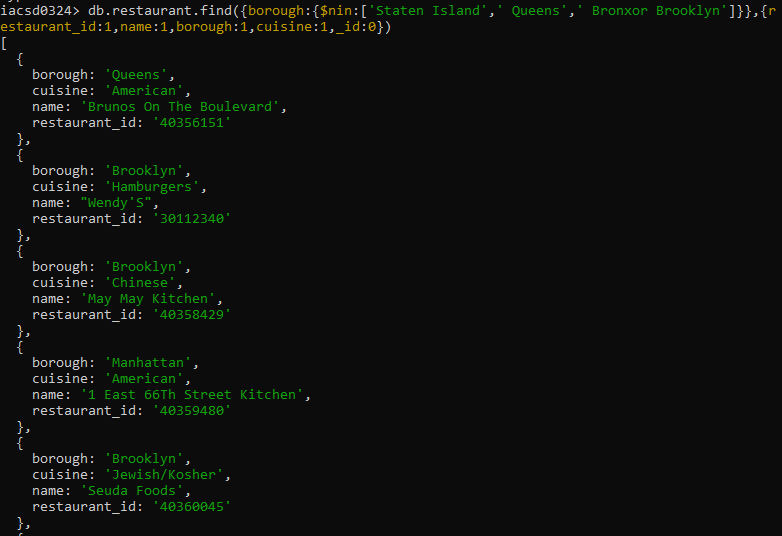 iacsd0324> db.restaurant.find({borough:{$nin:['Staten Island',' Queens',' Bronxor Brooklyn']}},{r
estaurant_id:1,name:1,borough:1,cuisine:1,_id:0})
[
  {
    borough: 'Queens',
    cuisine: 'American',
    name: 'Brunos On The Boulevard',
    restaurant_id: '40356151'
  },
  {
    borough: 'Brooklyn',
    cuisine: 'Hamburgers',
    name: "Wendy'S",
    restaurant_id: '30112340'
  },
  {
    borough: 'Brooklyn',
    cuisine: 'Chinese',
    name: 'May May Kitchen',
    restaurant_id: '40358429'
  },
  {
    borough: 'Manhattan',
    cuisine: 'American',
    name: '1 East 66Th Street Kitchen',
    restaurant_id: '40359480'
  },
  {
    borough: 'Brooklyn',
    cuisine: 'Jewish/Kosher',
    name: 'Seuda Foods',
    restaurant_id: '40360045'
  },